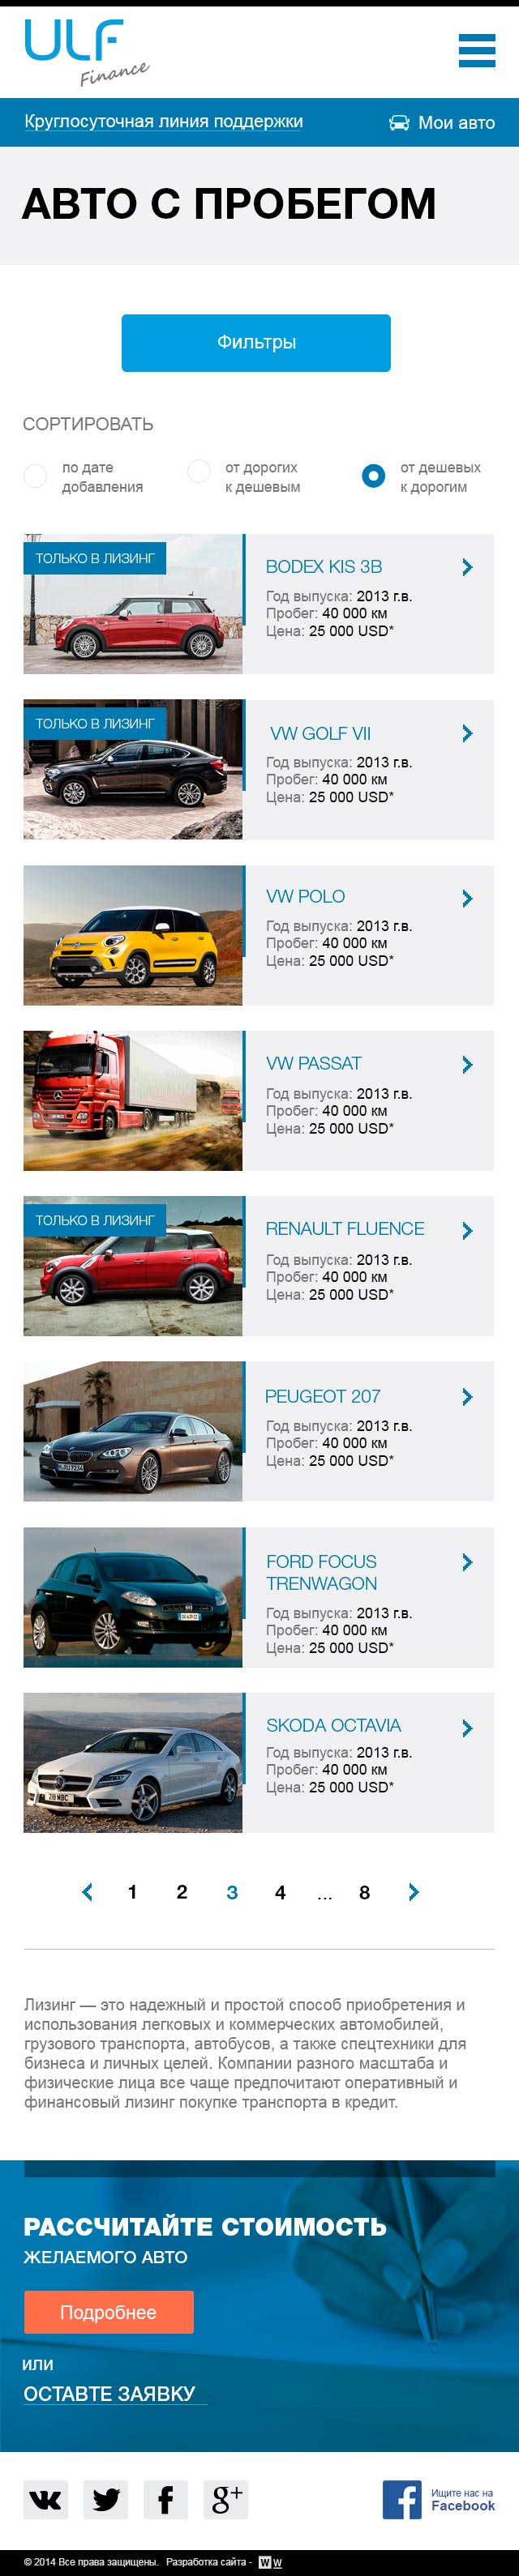 ULF
Finance
Круглосуточная линия поддержки
Мои авто
АВТО С ПРОБЕГОМ
Фильтры
СОРТИРОВАТЬ
по дате
добавления
от дорогих
к дешевым
от дешевых
к дорогим
ТОЛЬКО В ЛИЗИНГ
BODEX KIS 3B
Год выпуска: 2013 г.в.
Пробег: 40 000 км
Цена: 25 000 USD*
ТОЛЬКО В ЛИЗИНГ
VW GOLF VII
Год выпуска: 2013 г.в.
Пробег: 40 000 км
Цена: 25 000 USD*
VW POLO
Год выпуска: 2013 г.в.
Пробег: 40 000 км
Цена: 25 000 USD*
VW PASSAT
Год выпуска: 2013 г.в.
Пробег: 40 000 км
Цена: 25 000 USD*
ТОЛЬКО В ЛИЗИНГ
RENAULT FLUENCE
Год выпуска: 2013 г.в.
Пробег: 40 000 км
Цена: 25 000 USD*
PEUGEOT 207
Год выпуска: 2013 г.в.
Пробег: 40 000 км
Цена: 25 000 USD*
FORD FOCUS
TRENWAGON
Год выпуска: 2013 г.в.
Пробег: 40 000 км
Цена: 25 000 USD*
SKODA OCTAVIA
Год выпуска: 2013 г.в.
Пробег: 40 000 км
Цена: 25 000 USD*
1 2 3 4 ... 8
Лизинг — это надежный и простой способ приобретения и
использования легковых и коммерческих автомобилей,
грузового транспорта, автобусов, а также спецтехники для
бизнеса и личных целей. Компании разного масштаба и
физические лица все чаще предпочитают оперативный и
финансовый лизинг покупке транспорта в кредит.
РАССЧИТАЙТЕ СТОИМОСТЬ
ЖЕЛАЕМОГО АВТО
Подробнее
ИЛИ
ОСТАВТЕ ЗАЯВКУ
g+
f
Ищите нас на
Facebook
© 2014 Все права защищены. Разработка сайта - W W